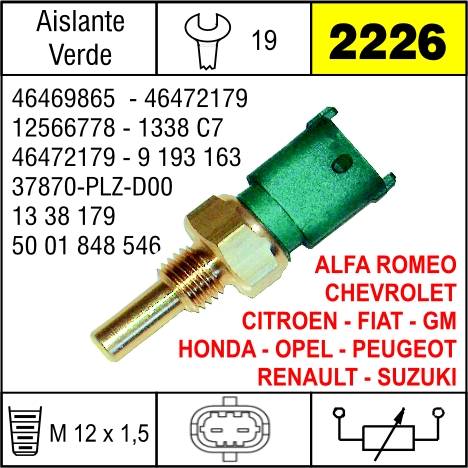 Aislante
Verde
19
2226
46469865 - 46472179
12566778 - 1338 C7
46472179 - 9 193 163
37870-PLZ-D00
13 38 179
50 01 848 546
ALFA ROMEO
CHEVROLET
CITROEN - FIAT - GM
HONDA - OPEL - PEUGEOT
RENAULT - SUZUKI
M 12 x 1,5